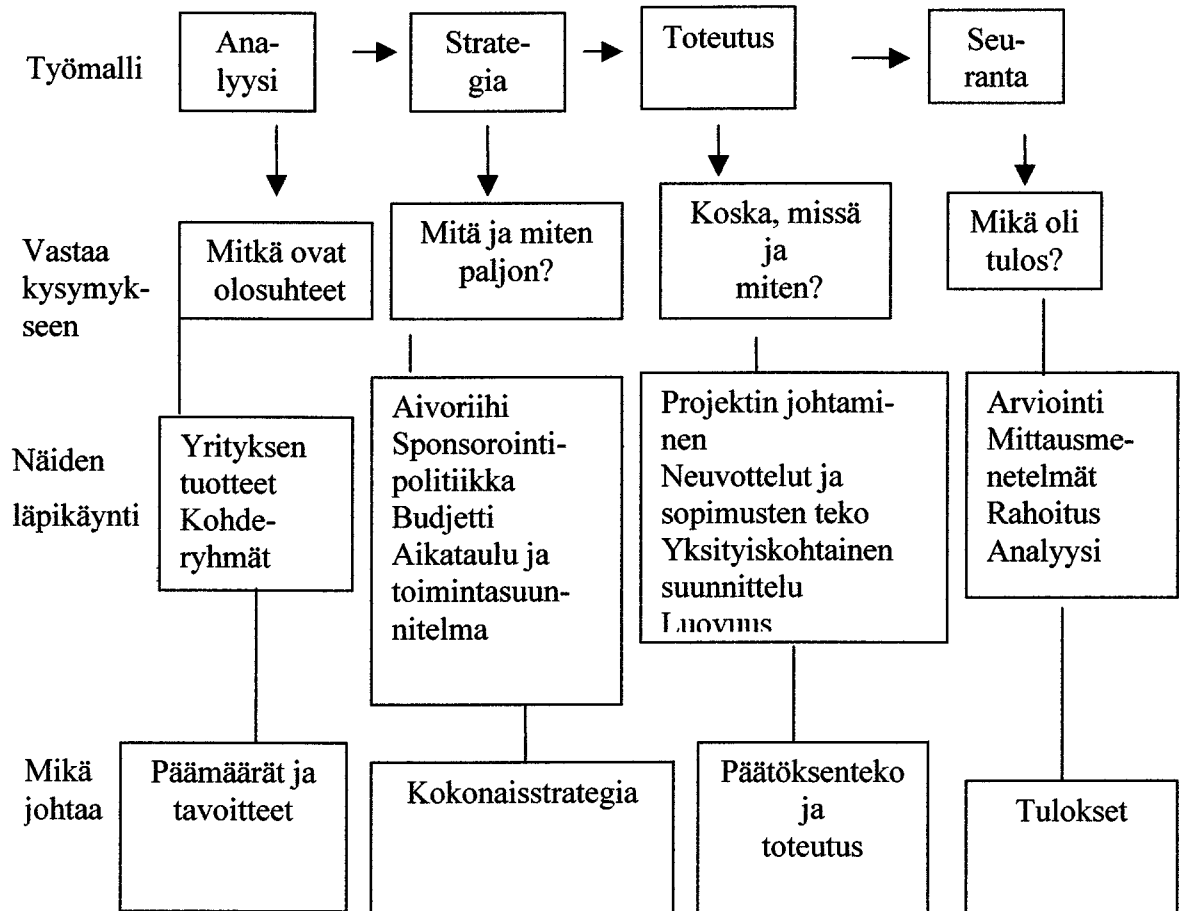 Työmalli
Ana-
lyysi
Strate-
gia
Toteutus
Seu-
ranta
Vastaa
kysymyk-
seen
Mitkä ovat
olosuhteet
Mitä ja miten
paljon?
Koska, missä
ja
miten?
Mikä oli
tulos?
Näiden
läpikäynti
Yrityksen
tuotteet
Kohde-
ryhmät
Aivoriihi
Sponsorointi-
politiikka
Budjetti
Aikataulu ja
toimintasuun-
nitelma
Projektin johtami-
nen
Neuvottelut ja
sopimusten teko
Yksityiskohtainen
suunnittelu
Luovuus
Arviointi
Mittausme-
netelmät
Rahoitus
Analyysi
Mikä
johtaa
Päämäärät ja
tavoitteet
Kokonaisstrategia
Päätöksenteko
ja
toteutus
Tulokset